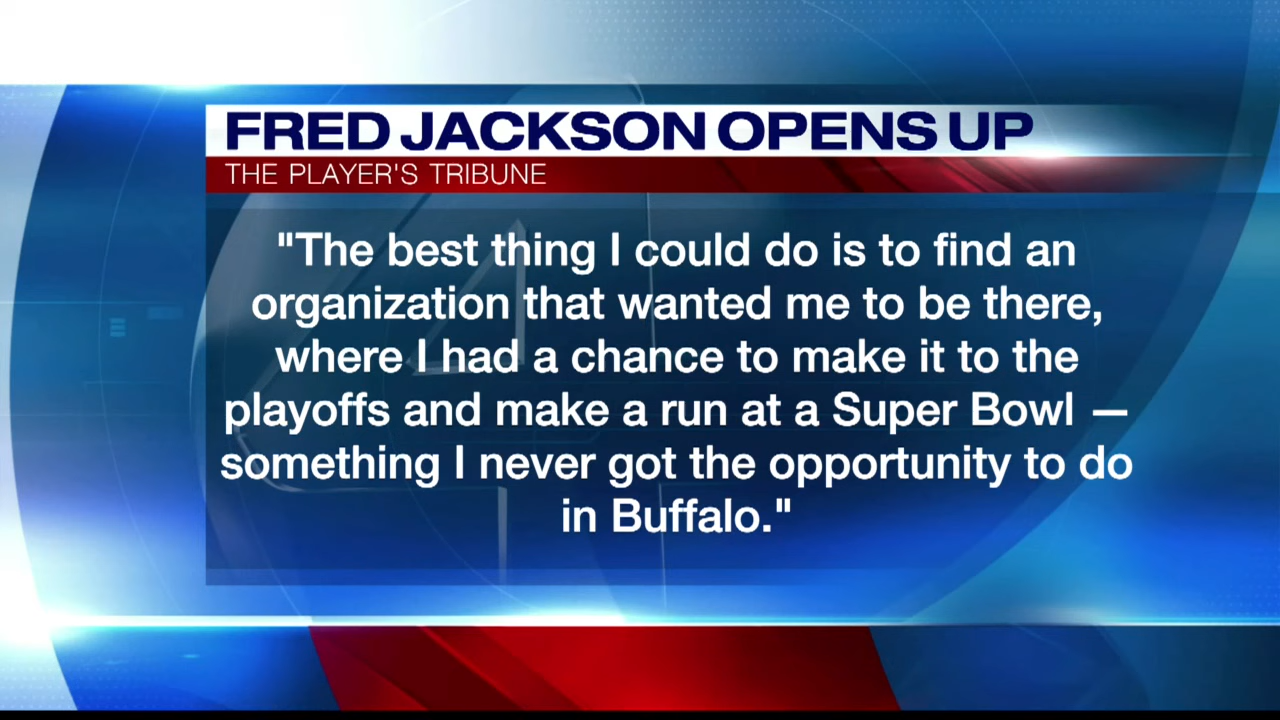 FRED JACKSON OPENS UP
THE PLAYER'S TRIBUNE
"The best thing I could do is to find an
organization that wanted me to be there,
where I had a chance to make it to the
playoffs and make a run at a Super Bowl —
something I never got the opportunity to do
in Buffalo."